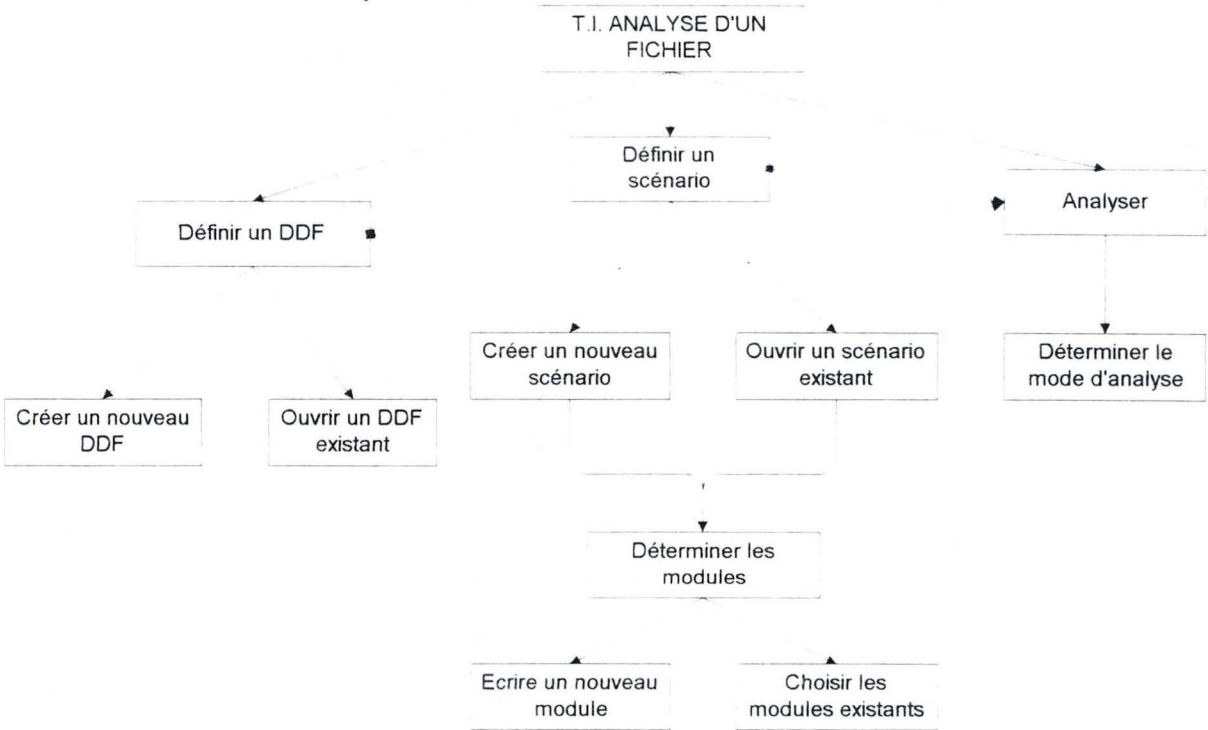 T.I. ANALYSE D'UN
FICHIER
Définir un
scénario
Analyser
Définir un DDF
Créer un nouveau
scénario
Ouvrir un scénario
existant
Déterminer le
mode d'analyse
Créer un nouveau
DDF
Ouvrir un DDF
existant
Déterminer les
modules
Ecrire un nouveau
module
Choisir les
modules existants